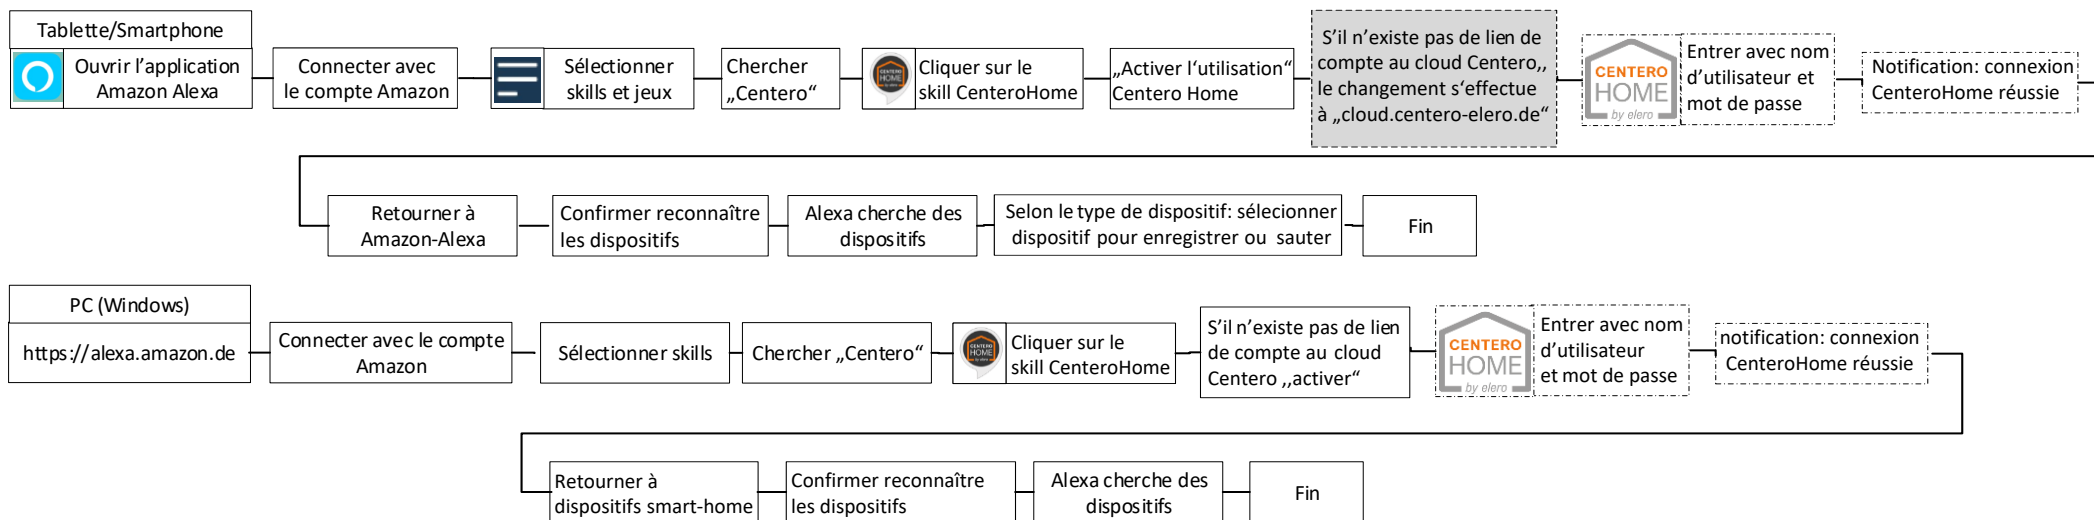 Tablette/Smartphone
Ouvrir l’application
Amazon Alexa
Connecter avec
le compte Amazon
Sélectionner
skills et jeux
Chercher
„Centero“
CENTERO
HOME
Cliquer sur le
skill CenteroHome
„Activer l‘utilisation“
Centero Home
S’il n’existe pas de lien de
compte au cloud Centero,,
le changement s‘effectue
à „cloud.centero-elero.de“
CENTERO
HOME
by elero
Entrer avec nom
d’utilisateur et
mot de passe
Notification: connexion
CenteroHome réussie
Retourner à
Amazon-Alexa
Confirmer reconnaître
les dispositifs
Alexa cherche des
dispositifs
Selon le type de dispositif: sélecionner
dispositif pour enregistrer ou sauter
Fin
PC (Windows)
https://alexa.amazon.de
Connecter avec le compte
Amazon
Sélectionner skills
Chercher „Centero“
CENTERO
HOME
Cliquer sur le
skill CenteroHome
S’il n’existe pas de lien
de compte au cloud
Centero ,,activer“
CENTERO
HOME
by elero
Entrer avec nom
d’utilisateur
et mot de passe
notification: connexion
CenteroHome réussie
Retourner à
dispositifs smart-home
Confirmer reconnaître
les dispositifs
Alexa cherche des
dispositifs
Fin